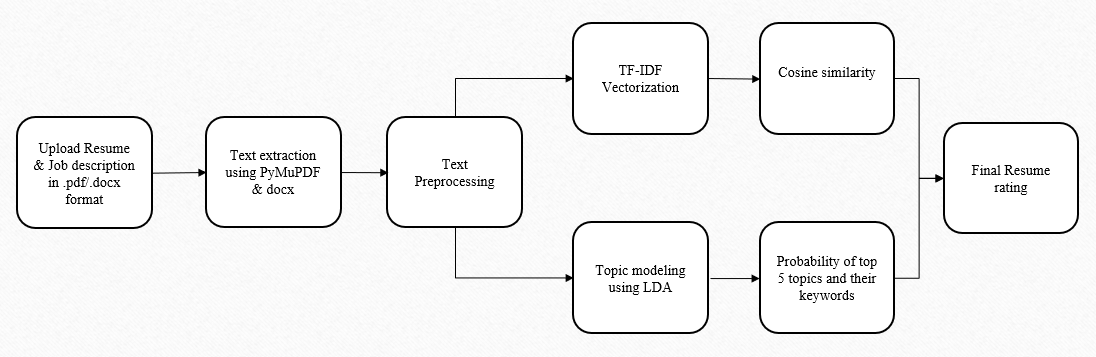 Upload Resume
& Job description
in .pdf/.docx
format
Text extraction
using PyMuPDF
& docx
Text
Preprocessing
TF-IDF
Vectorization
Cosine similarity
Topic modeling
using LDA
Probability of top
5 topics and their
keywords
Final Resume
rating